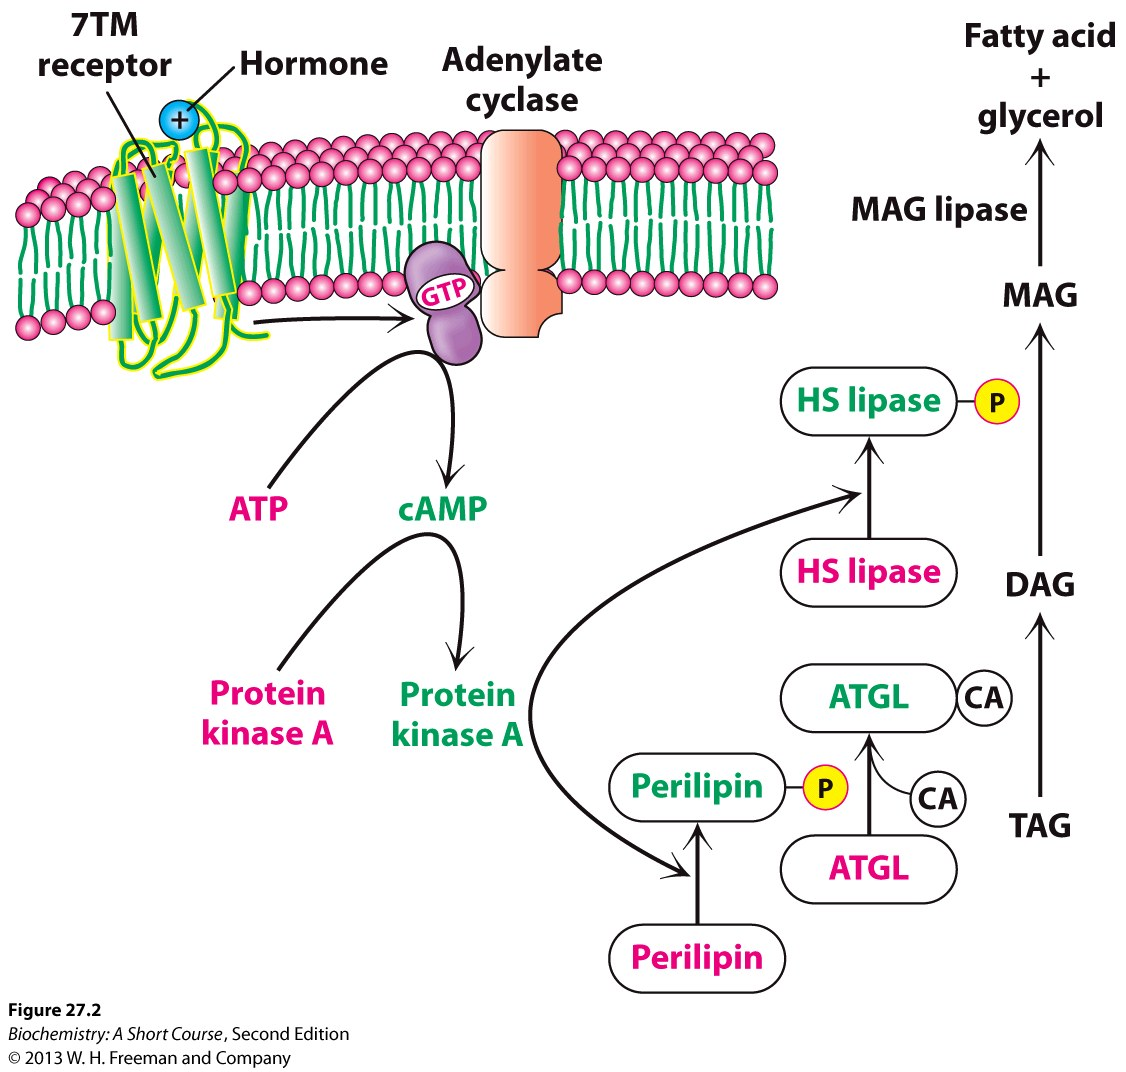 7TM
receptor
Hormone
Adenylate
cyclase
Fatty acid
+
glycerol
+
MAG lipase
GTP
MAG
HS lipase
P
ATP
cAMP
HS lipase
DAG
Protein
kinase A
Protein
kinase A
ATGL
CA
Perilipin
P
CA
TAG
ATGL
Perilipin
Figure 27.2
Biochemistry: A Short Course, Second Edition
© 2013 W. H. Freeman and Company